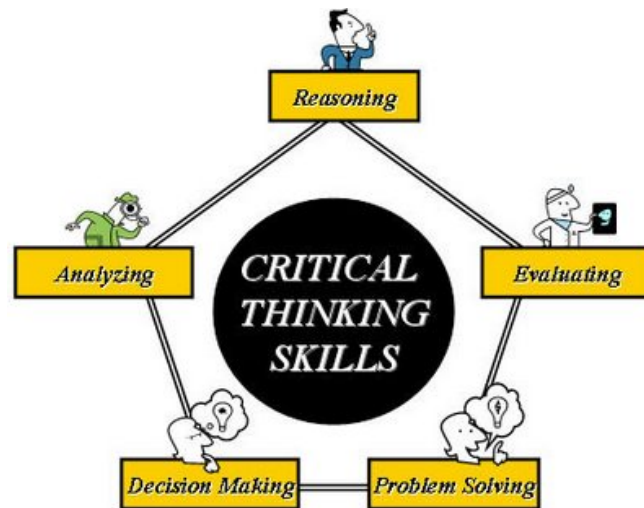 Reasoning
Analyzing
Evaluating
CRITICAL
THINKING
SKILLS
Decision Making
Problem Solving